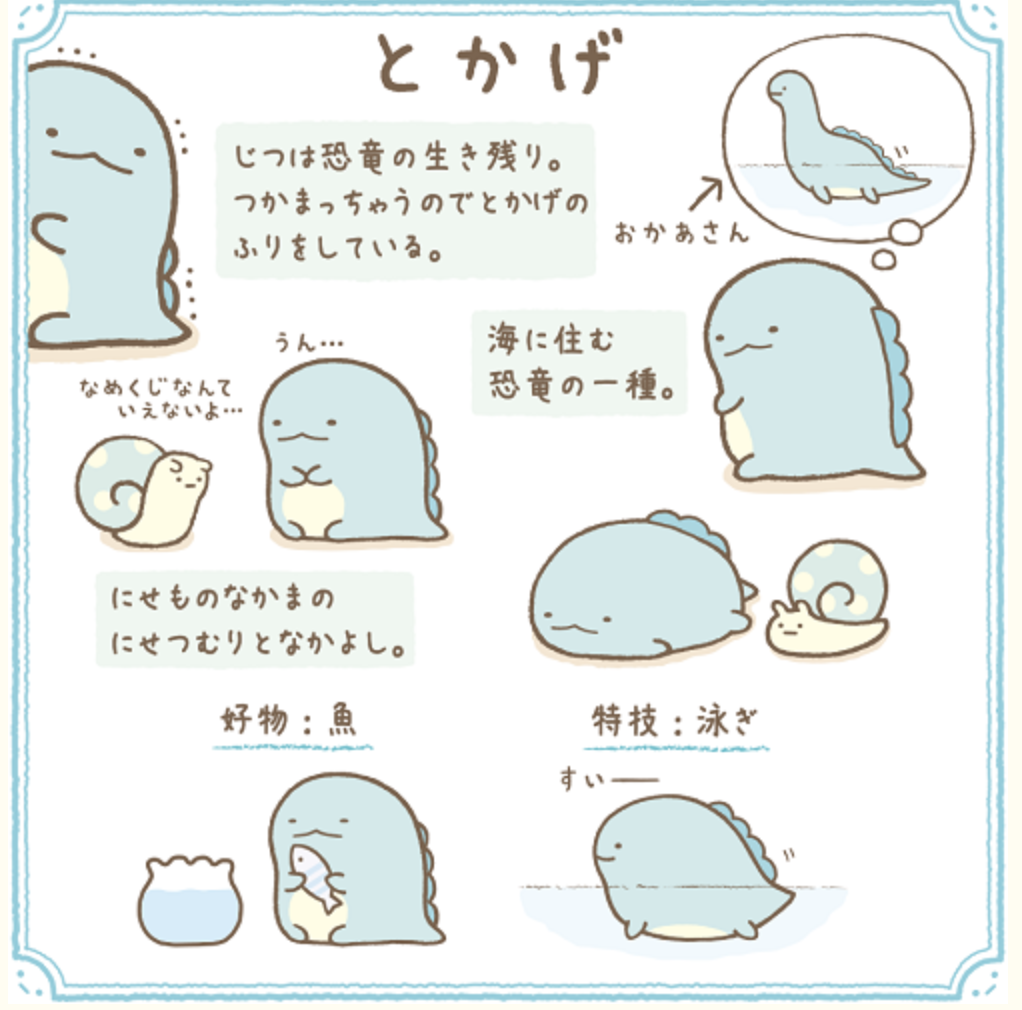 とかげ
じつは恐竜の生き残り。
つかまっちゃうのでとかげの
ふりをしている。
おかあさん
海に住む
恐竜の一種。
うん…
なめくじなんて
いえないよ…
にせものなかまの
にせつむりとなかよし。
好物：魚
特技：泳ぎ
すい──